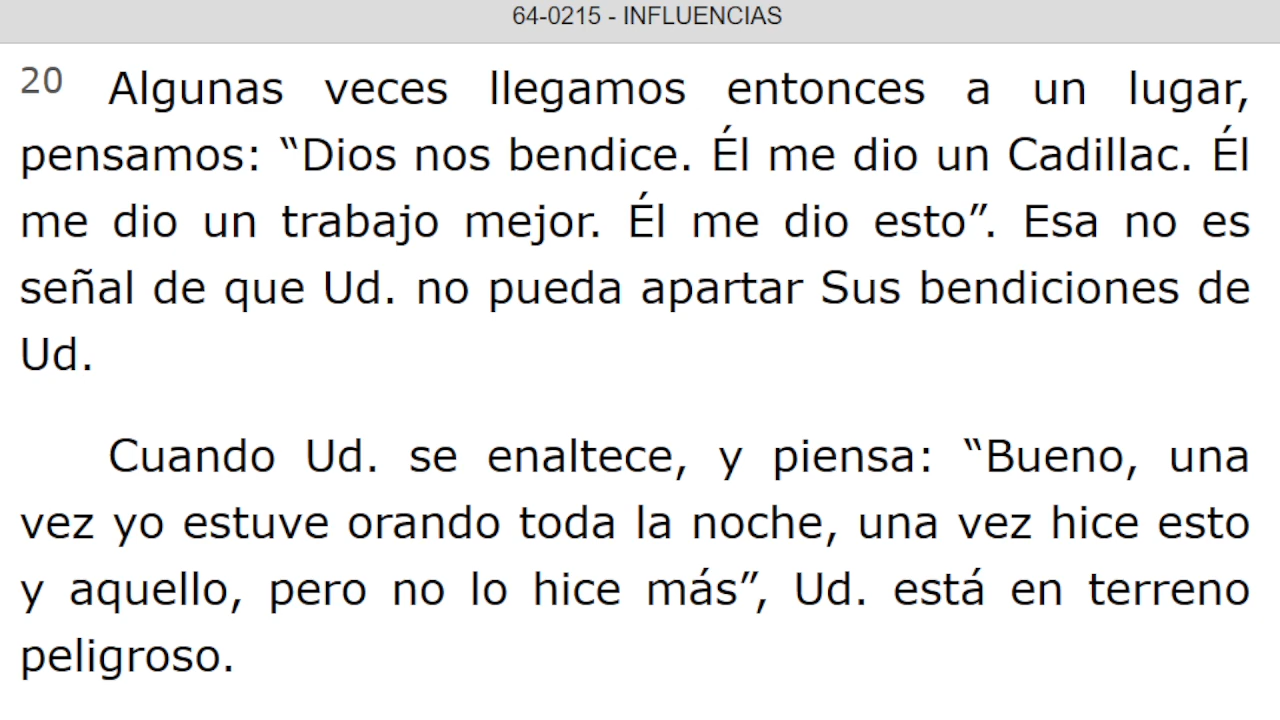 64-0215 - INFLUENCIAS
20 Algunas veces llegamos entonces a un lugar,
pensamos: “Dios nos bendice. Él me dio un Cadillac. Él
me dio un trabajo mejor. Él me dio esto”. Esa no es
señal de que Ud. no pueda apartar Sus bendiciones de
Ud.
Cuando Ud. se enaltece, y piensa: “Bueno, una
vez yo estuve orando toda la noche, una vez hice esto
y aquello, pero no lo hice más”, Ud. está en terreno
peligroso.